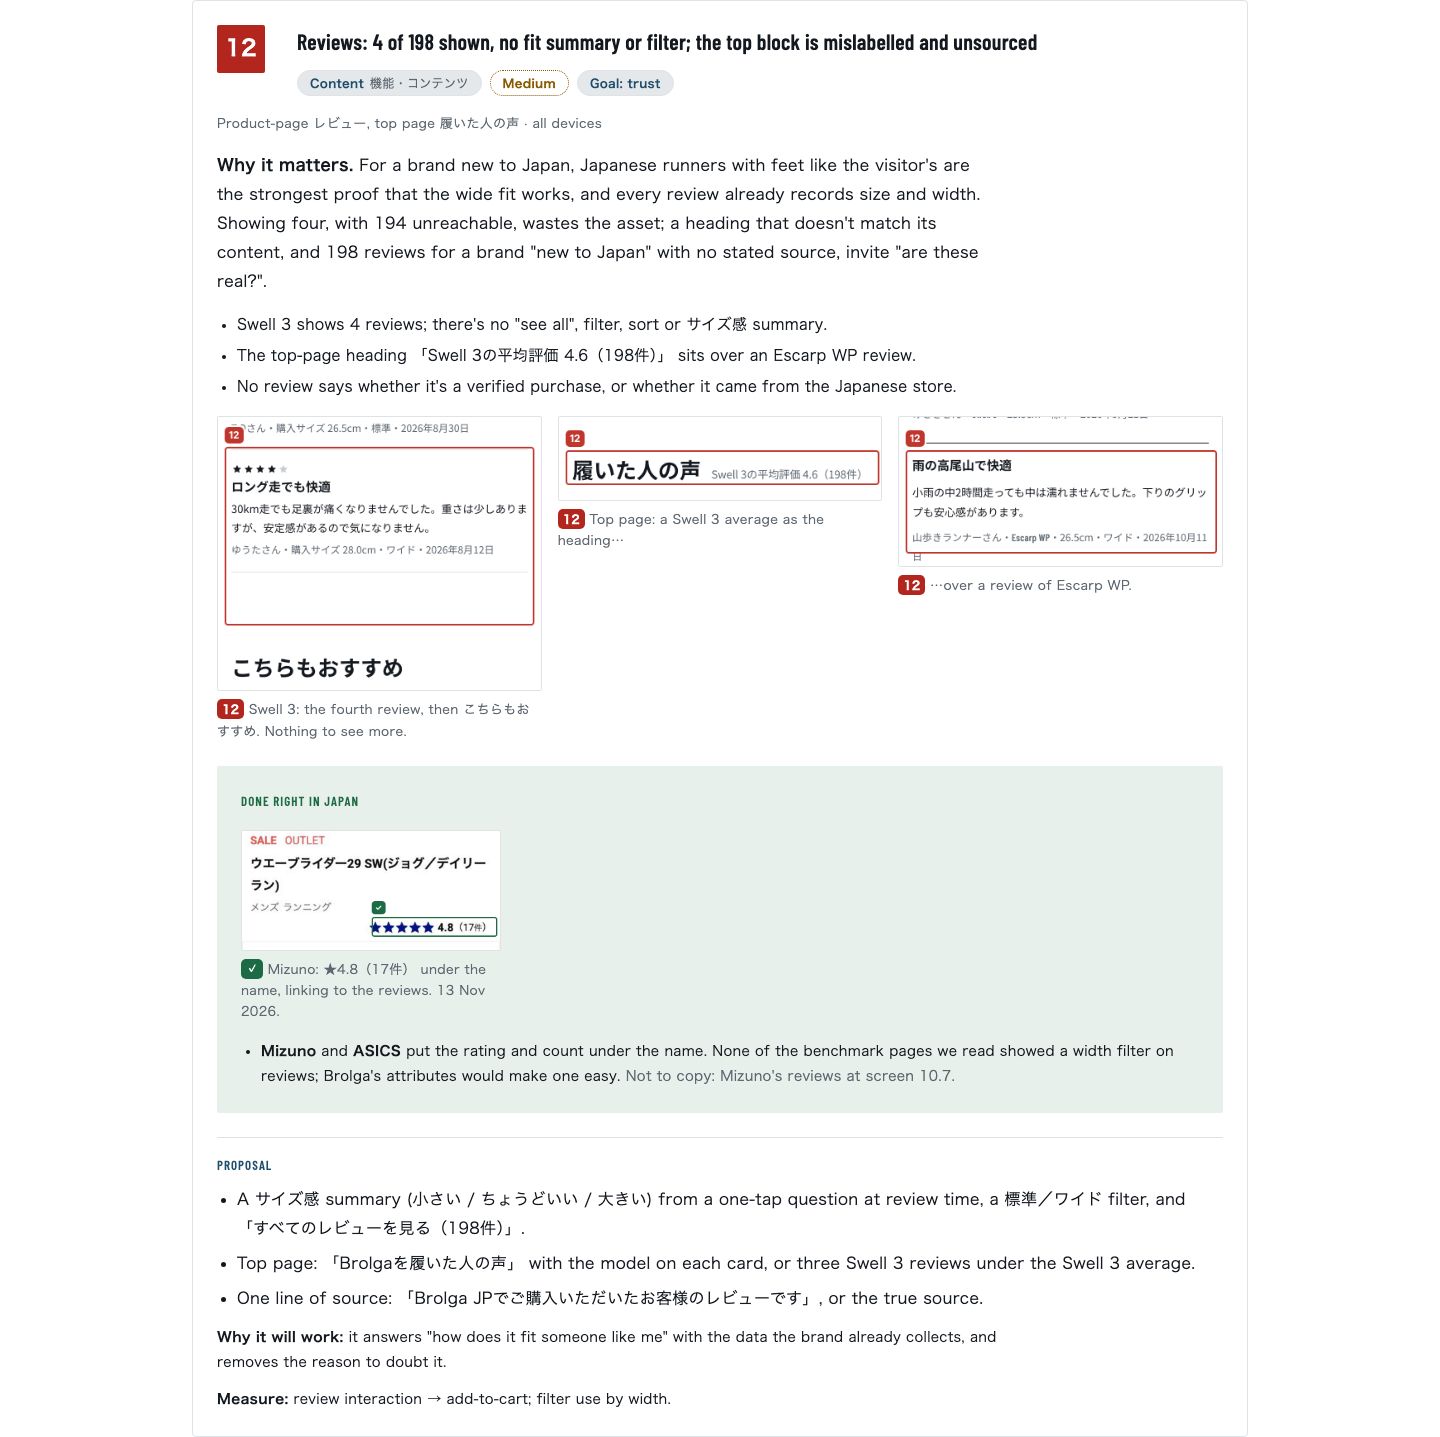 12
Reviews: 4 of 198 shown, no fit summary or filter; the top block is mislabelled and unsourced
Content 機能・コンテンツ
Medium
Goal: trust
Product-page レビュー, top page 履いた人の声 · all devices
Why it matters. For a brand new to Japan, Japanese runners with feet like the visitor's are
the strongest proof that the wide fit works, and every review already records size and width.
Showing four, with 194 unreachable, wastes the asset; a heading that doesn't match its
content, and 198 reviews for a brand "new to Japan" with no stated source, invite "are these
real?".
• Swell 3 shows 4 reviews; there's no "see all", filter, sort or サイズ感 summary.
• The top-page heading 「Swell 3の平均評価 4.6（198件）」 sits over an Escarp WP review.
• No review says whether it's a verified purchase, or whether it came from the Japanese store.
さん・購入サイズ 26.5cm・標準・2026年8月30日
12
★★★★★
ロング走でも快適
30km走でも足裏が痛くなりませんでした。重さは少しありま
すが、安定感があるので気になりません。
ゆうたさん・購入サイズ 28.0cm・ワイド・2026年8月12日
こちらもおすすめ
12 Swell 3: the fourth review, then こちらもお
すすめ. Nothing to see more.
12
履いた人の声 Swell 3の平均評価 4.6（198件）
12 Top page: a Swell 3 average as the
heading…
12
雨の高尾山で快適
小雨の中2時間走っても中は濡れませんでした。下りのグリッ
プも安心感があります。
山歩きランナーさん・Escarp WP・26.5cm・ワイド・2026年10月11
日
12 …over a review of Escarp WP.
DONE RIGHT IN JAPAN
SALE OUTLET
ウエーブライダー29 SW(ジョグ／デイリー
ラン)
メンズ ランニング
✓
★★★★★ 4.8（17件）
✓ Mizuno: ★4.8（17件） under the
name, linking to the reviews. 13 Nov
2026.
• Mizuno and ASICS put the rating and count under the name. None of the benchmark pages we read showed a width filter on
reviews; Brolga's attributes would make one easy. Not to copy: Mizuno's reviews at screen 10.7.
PROPOSAL
• A サイズ感 summary (小さい / ちょうどいい / 大きい) from a one-tap question at review time, a 標準／ワイド filter, and
「すべてのレビューを見る（198件）」.
• Top page: 「Brolgaを履いた人の声」 with the model on each card, or three Swell 3 reviews under the Swell 3 average.
• One line of source: 「Brolga JPでご購入いただいたお客様のレビューです」, or the true source.
Why it will work: it answers "how does it fit someone like me" with the data the brand already collects, and
removes the reason to doubt it.
Measure: review interaction → add-to-cart; filter use by width.